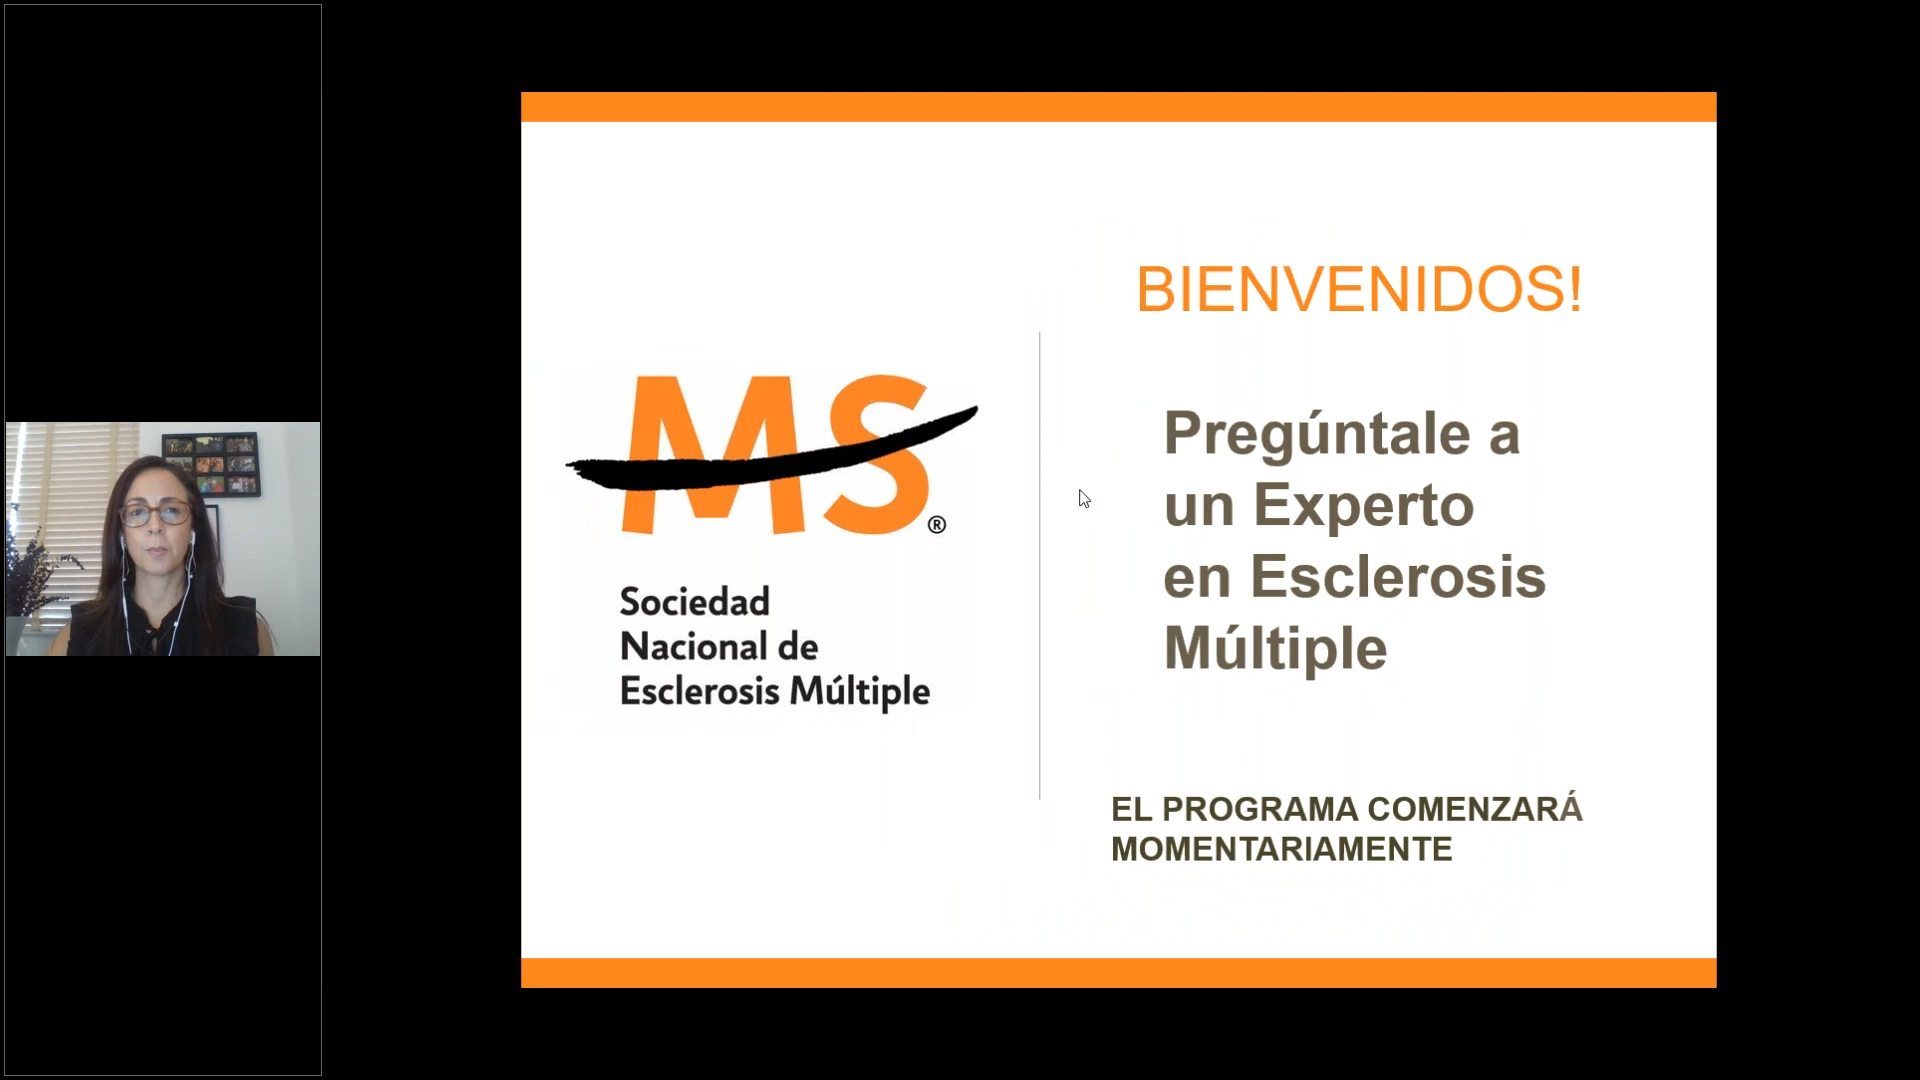 MS®
Sociedad
Nacional de
Esclerosis Múltiple
BIENVENIDOS!
Pregúntale a
un Experto
en Esclerosis
Múltiple
EL PROGRAMA COMENZARÁ
MOMENTARIAMENTE